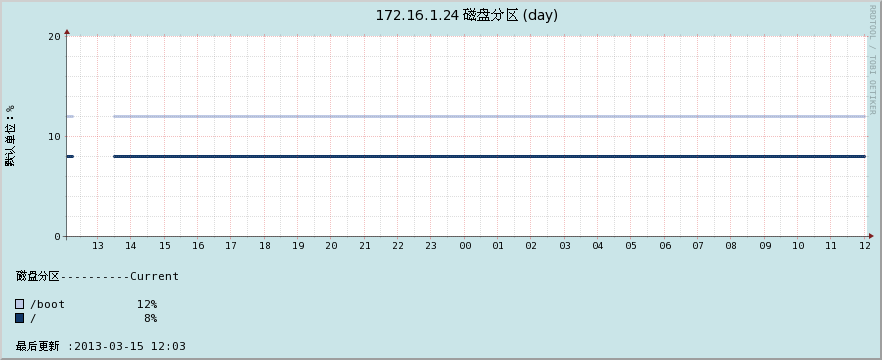 172.16.1.24 磁盘分区 (day)
RRDTOOL / TOBI OETIKER
默认单位：%
20
10
0
13 14 15 16 17 18 19 20 21 22 23 00 01 02 03 04 05 06 07 08 09 10 11 12
磁盘分区----------Current
/boot 12%
/ 8%
最后更新 :2013-03-15 12:03